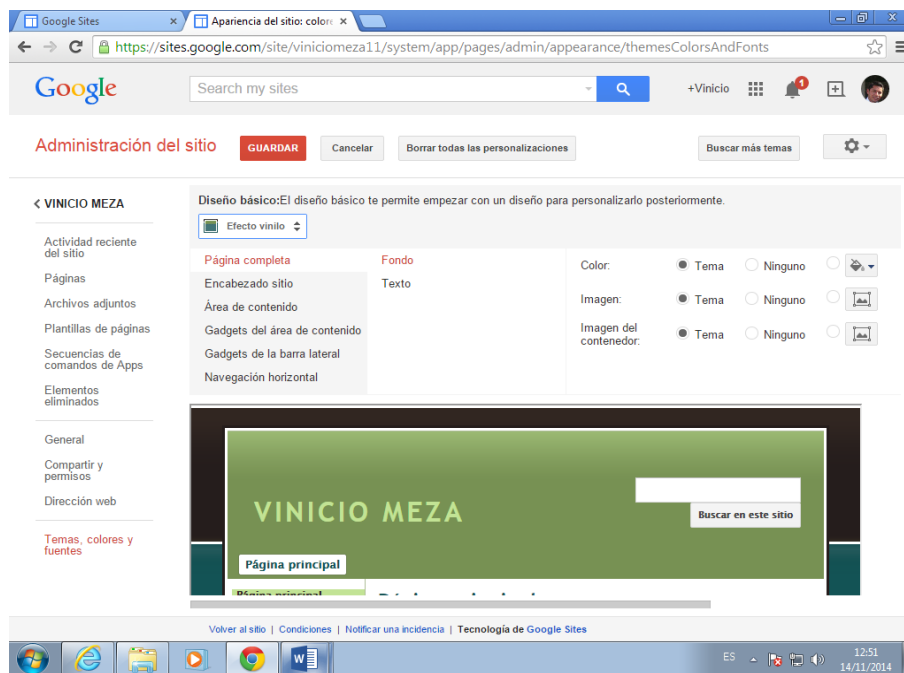 Google Sites
Apariencia del sitio: colore
https://sites.google.com/site/viniciomeza11/system/app/pages/admin/appearance/themesColorsAndFonts
Google
Search my sites
+Vinicio
1
Administración del sitio
GUARDAR
Cancelar
Borrar todas las personalizaciones
Buscar más temas
VINICIO MEZA
Actividad reciente
del sitio
Páginas
Archivos adjuntos
Plantillas de páginas
Secuencias de
comandos de Apps
Elementos
eliminados
General
Compartir y
permisos
Dirección web
Temas, colores y
fuentes
Diseño básico:El diseño básico te permite empezar con un diseño para personalizarlo posteriormente.
Efecto vinilo
Página completa
Encabezado sitio
Área de contenido
Gadgets del área de contenido
Gadgets de la barra lateral
Navegación horizontal
Fondo
Texto
Color:
Tema
Ninguno
Imagen:
Tema
Ninguno
Imagen del
contenedor:
Tema
Ninguno
VINICIO MEZA
Buscar en este sitio
Página principal
Página principal
Volver al sitio | Condiciones | Notificar una incidencia | Tecnología de Google Sites
ES
12:51
14/11/2014